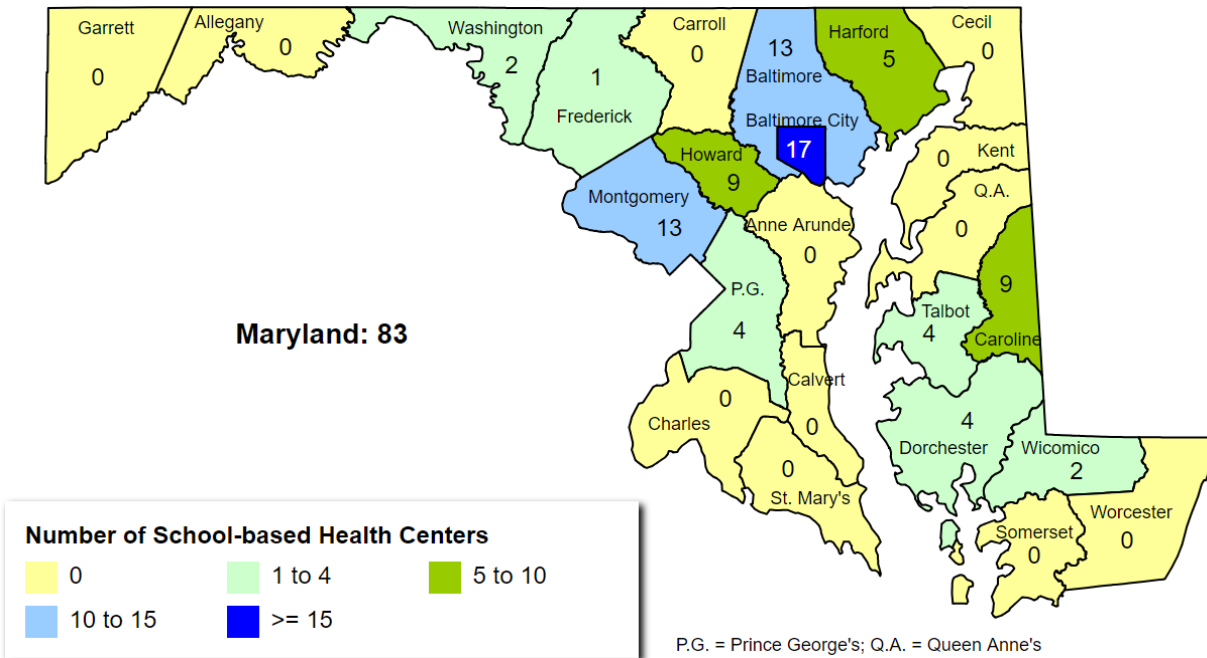 Garrett
0
Allegany
0
Washington
2
1
Frederick
Carroll
0
13
Baltimore
Harford
5
Cecil
0
Baltimore City
17
Howard
9
Montgomery
13
0
Kent
Q.A.
0
Anne Arunde
0
P.G.
4
9
Caroline
Talbot
4
Maryland: 83
Calvert
0
0
Charles
0
St. Mary's
4
Dorchester
Wicomico
2
Somerset
0
Worcester
0
Number of School-based Health Centers
0
1 to 4
5 to 10
10 to 15
>= 15
P.G. = Prince George's; Q.A. = Queen Anne's